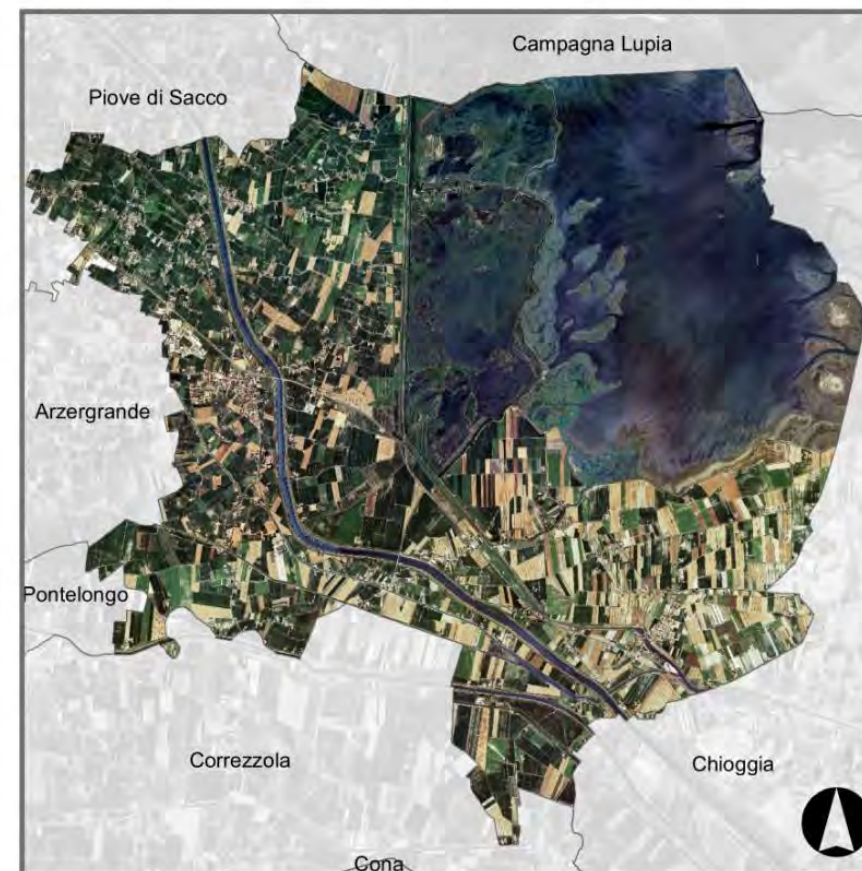 Campagna Lupia
Piove di Sacco
Arzergrande
Pontelongo
Correzzola
Chioggia
Cona